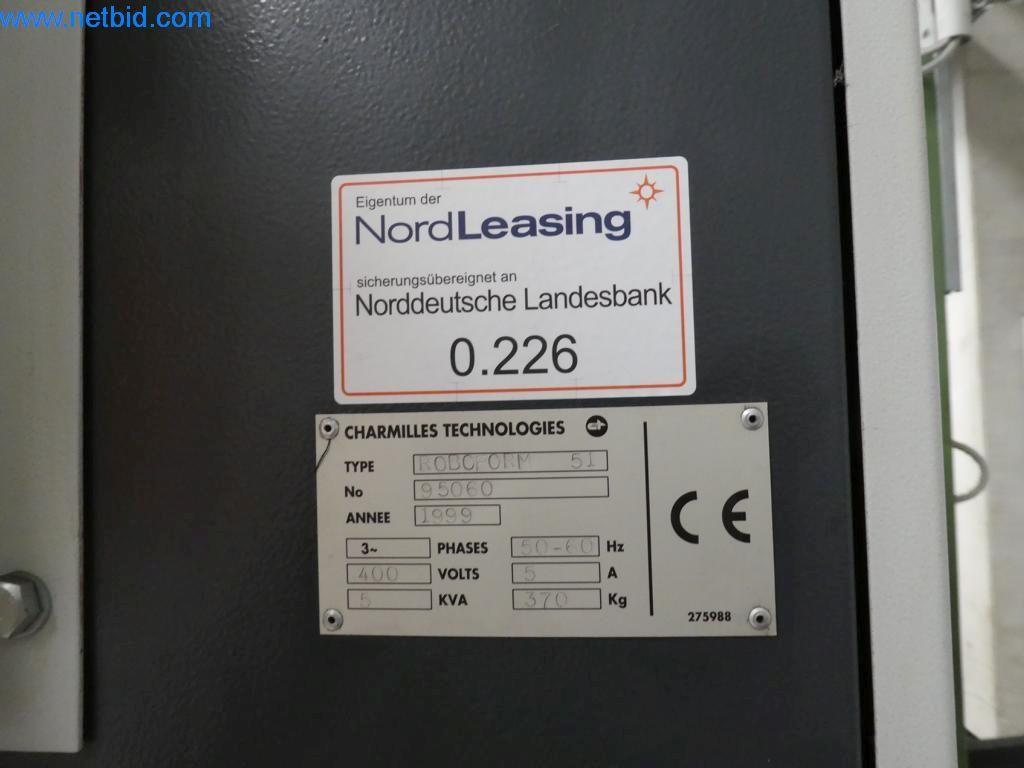 www.netbid.com
Eigentum der
NordLeasing
sicherungsübereignet an
Norddeutsche Landesbank
0.226
CHARMILLES TECHNOLOGIES
TYPE ROBOFORM 51
No 95060
ANNEE 1999
3~ PHASES 50-60 Hz
400 VOLTS 5 A
5 KVA 370 Kg
CE
275988